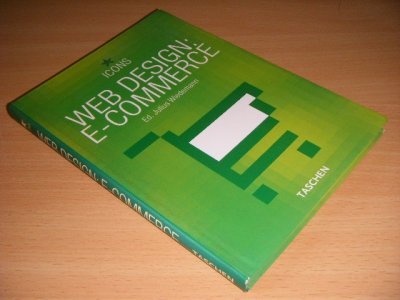 ICONS
WEB DESIGN:
E-COMMERCE
Ed. Julius Wiedemann
TASCHEN
WEB DESIGN: E-COMMERCE
TASCHEN